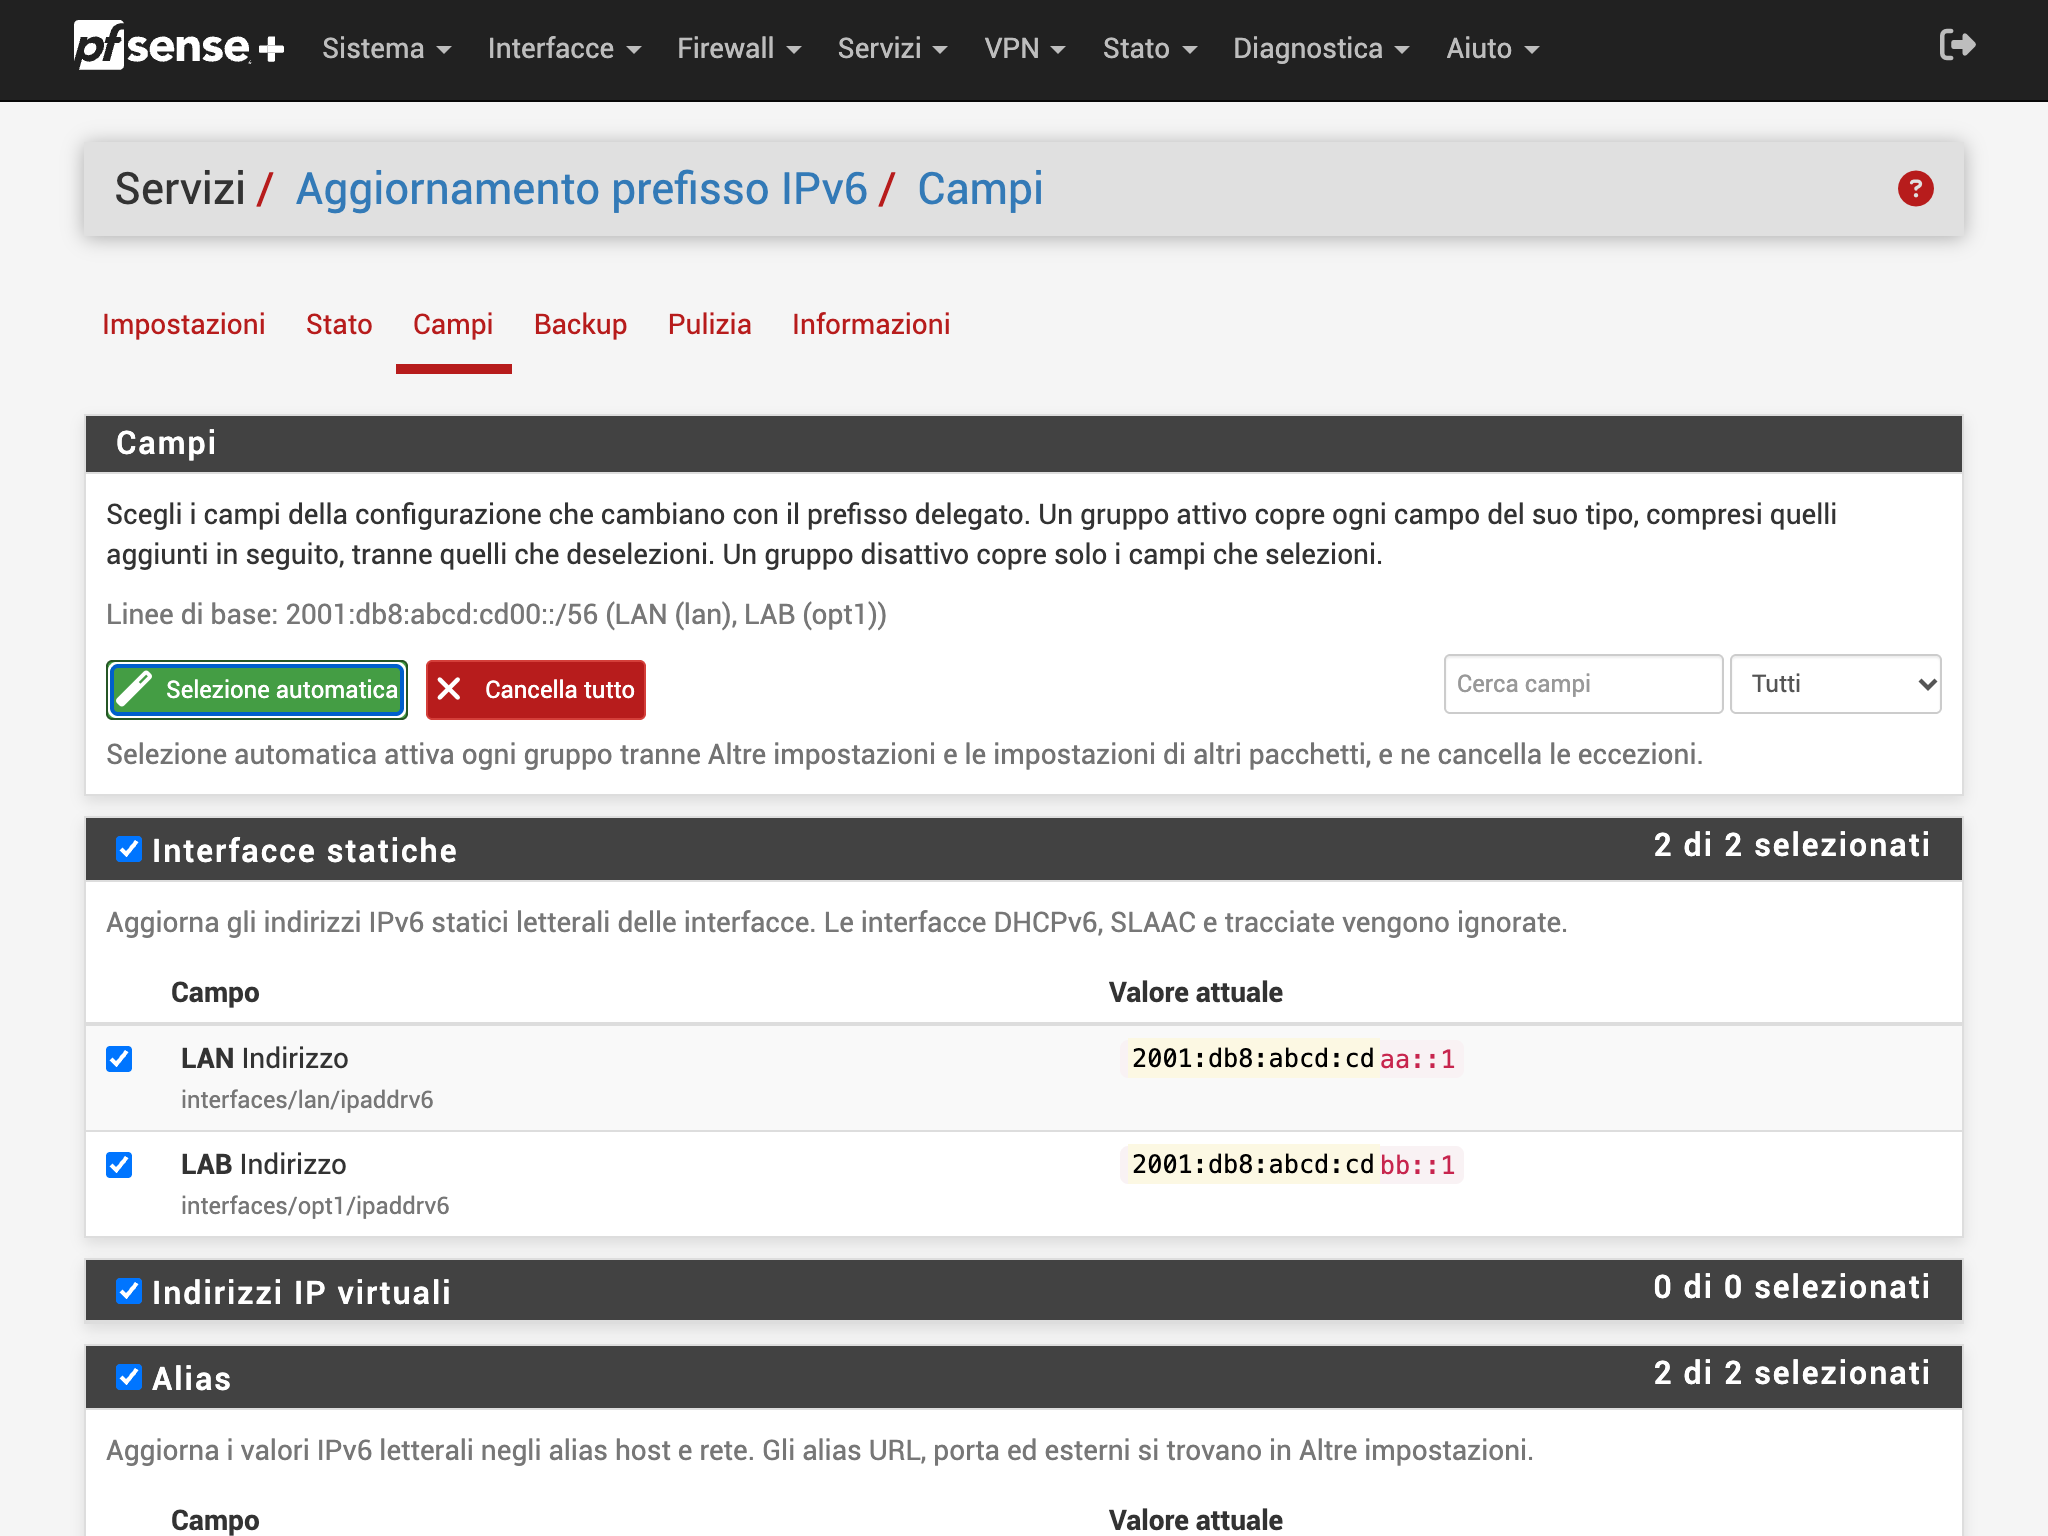 pfsense+ Sistema Interfacce Firewall Servizi VPN Stato Diagnostica Aiuto
Servizi / Aggiornamento prefisso IPv6 / Campi ?
Impostazioni Stato Campi Backup Pulizia Informazioni
Campi
Scegli i campi della configurazione che cambiano con il prefisso delegato. Un gruppo attivo copre ogni campo del suo tipo, compresi quelli
aggiunti in seguito, tranne quelli che deselezioni. Un gruppo disattivo copre solo i campi che selezioni.
Linee di base: 2001:db8:abcd:cd00::/56 (LAN (lan), LAB (opt1))
Selezione automatica Cancella tutto Cerca campi Tutti
Selezione automatica attiva ogni gruppo tranne Altre impostazioni e le impostazioni di altri pacchetti, e ne cancella le eccezioni.
Interfacce statiche 2 di 2 selezionati
Aggiorna gli indirizzi IPv6 statici letterali delle interfacce. Le interfacce DHCPv6, SLAAC e tracciate vengono ignorate.
Campo Valore attuale
LAN Indirizzo 2001:db8:abcd:cdaa::1
interfaces/lan/ipaddrv6
LAB Indirizzo 2001:db8:abcd:cdbb::1
interfaces/opt1/ipaddrv6
Indirizzi IP virtuali 0 di 0 selezionati
Alias 2 di 2 selezionati
Aggiorna i valori IPv6 letterali negli alias host e rete. Gli alias URL, porta ed esterni si trovano in Altre impostazioni.
Campo Valore attuale